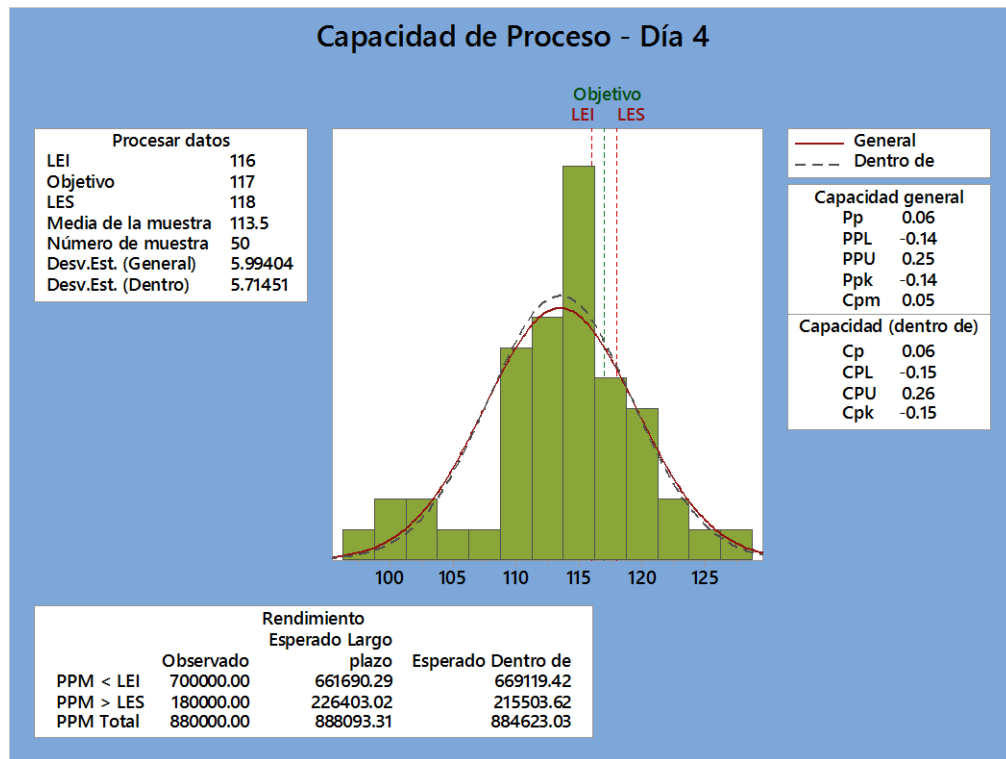 Capacidad de Proceso - Día 4
Objetivo
LEI LES
Procesar datos
LEI 116
Objetivo 117
LES 118
Media de la muestra 113.5
Número de muestra 50
Desv.Est. (General) 5.99404
Desv.Est. (Dentro) 5.71451
General
Dentro de
Capacidad general
Pp 0.06
PPL -0.14
PPU 0.25
Ppk -0.14
Cpm 0.05
Capacidad (dentro de)
Cp 0.06
CPL -0.15
CPU 0.26
Cpk -0.15
100 105 110 115 120 125
Rendimiento
Esperado Largo
Observado plazo Esperado Dentro de
PPM < LEI 700000.00 661690.29 669119.42
PPM > LES 180000.00 226403.02 215503.62
PPM Total 880000.00 888093.31 884623.03